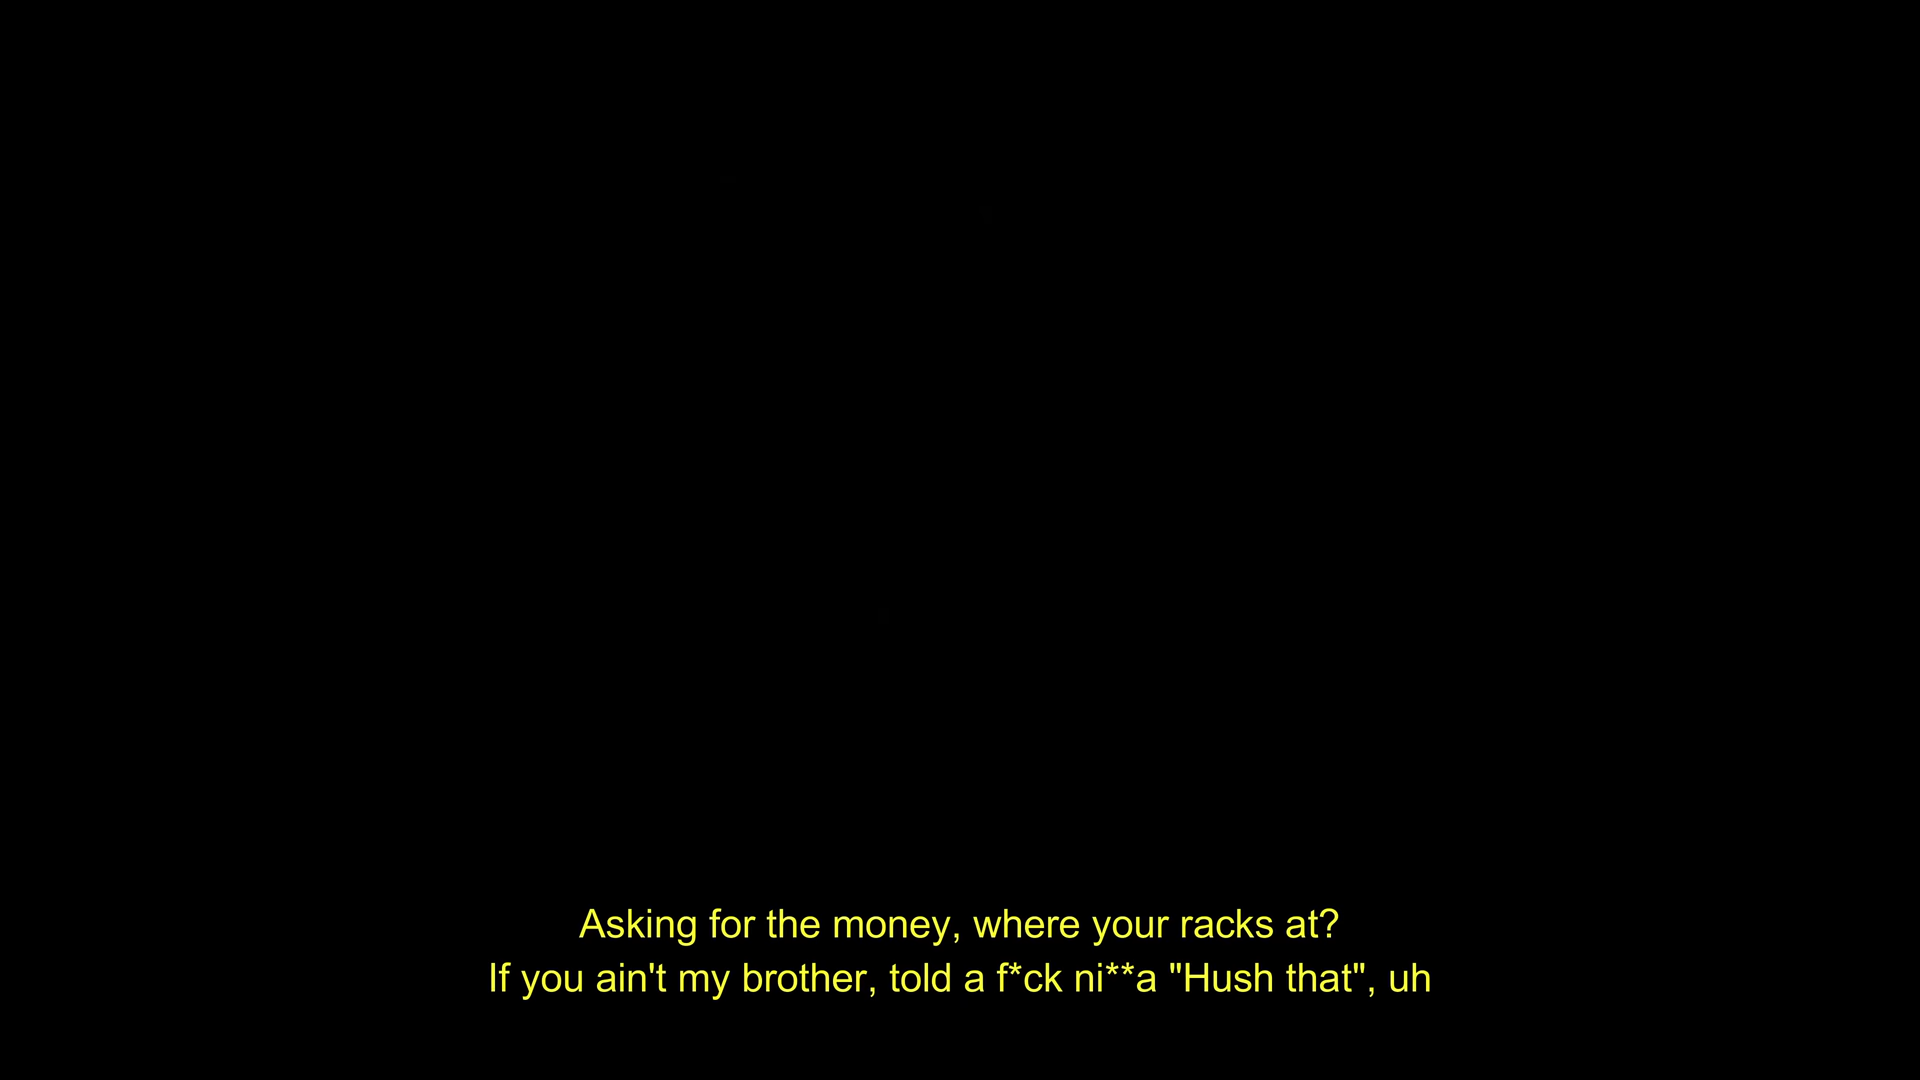 Asking for the money, where your racks at?
If you ain't my brother, told a f*ck ni**a "Hush that", uh